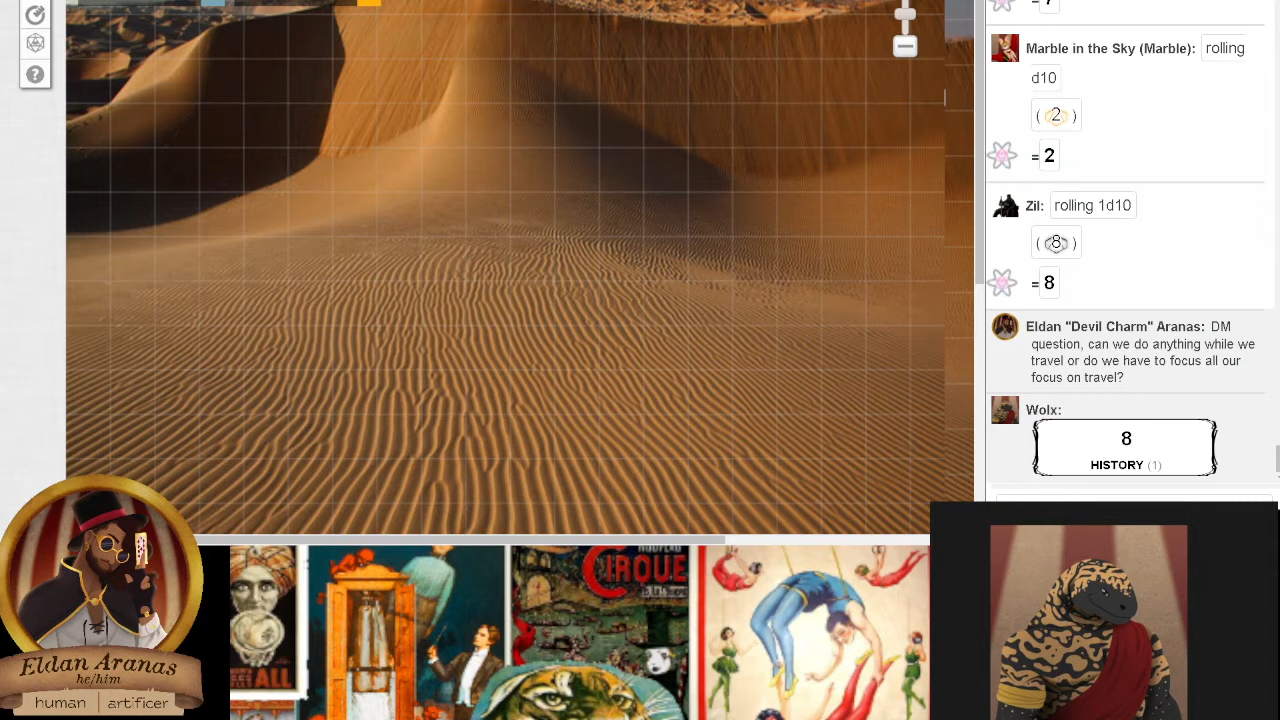 = 7
Marble in the Sky (Marble): rolling
d10
( 2 )
= 2
Zil: rolling 1d10
( 8 )
= 8
Eldan "Devil Charm" Aranas: DM
question, can we do anything while we
travel or do we have to focus all our
focus on travel?
Wolx:
8
HISTORY (1)
CIRQUE
ALL
Eldan Aranas
he/him
human | artificer